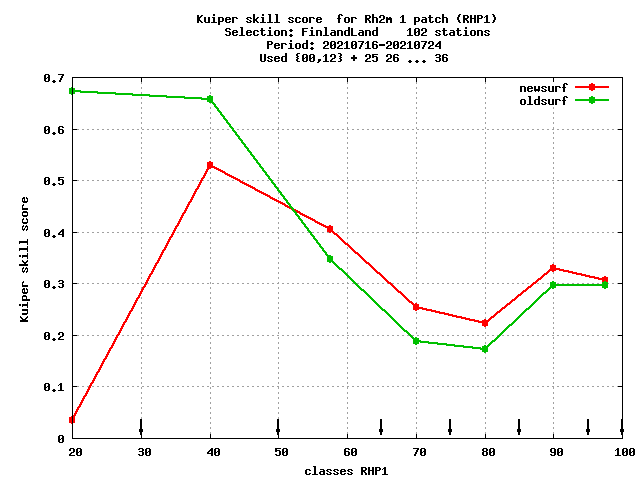 Kuiper skill score  for Rh2m 1 patch (RHP1)
Selection: FinlandLand    102 stations
Period: 20210716-20210724
Used {00,12} + 25 26 ... 36
newsurf
oldsurf
0.7
0.6
0.5
0.4
0.3
0.2
0.1
0
Kuiper skill score
20 30 40 50 60 70 80 90 100
classes RHP1